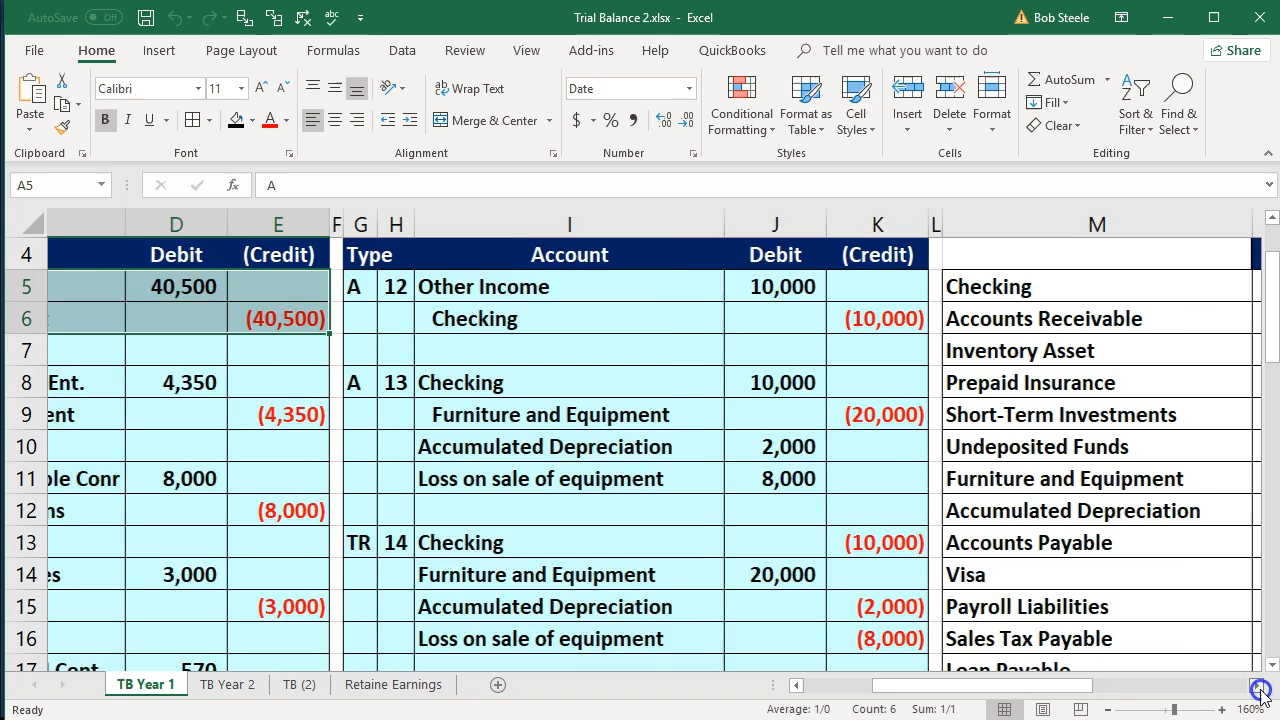 AutoSave Off abc Trial Balance 2.xlsx - Excel Bob Steele
File Home Insert Page Layout Formulas Data Review View Add-ins Help QuickBooks Tell me what you want to do Share
Paste Calibri 11 A A ab Wrap Text Date Conditional Formatting Format as Table Cell Styles Insert Delete Format AutoSum Fill Clear Sort & Filter Find & Select
B I U A Merge & Center $ % , .00 .0
Clipboard Font Alignment Number Styles Cells Editing
A5 fx A
D E F G H I J K L M
4 Debit (Credit) Type Account Debit (Credit)
5 40,500 A 12 Other Income 10,000 Checking
6 (40,500) Checking (10,000) Accounts Receivable
7 Inventory Asset
8 Ent. 4,350 A 13 Checking 10,000 Prepaid Insurance
9 ent (4,350) Furniture and Equipment (20,000) Short-Term Investments
10 Accumulated Depreciation 2,000 Undeposited Funds
11 ble Conr 8,000 Loss on sale of equipment 8,000 Furniture and Equipment
12 ns (8,000) Accumulated Depreciation
13 TR 14 Checking (10,000) Accounts Payable
14 es 3,000 Furniture and Equipment 20,000 Visa
15 (3,000) Accumulated Depreciation (2,000) Payroll Liabilities
16 Loss on sale of equipment (8,000) Sales Tax Payable
17 Cont 570 Loan Payable
TB Year 1 TB Year 2 TB (2) Retaine Earnings
Ready Average: 1/0 Count: 6 Sum: 1/1 160%